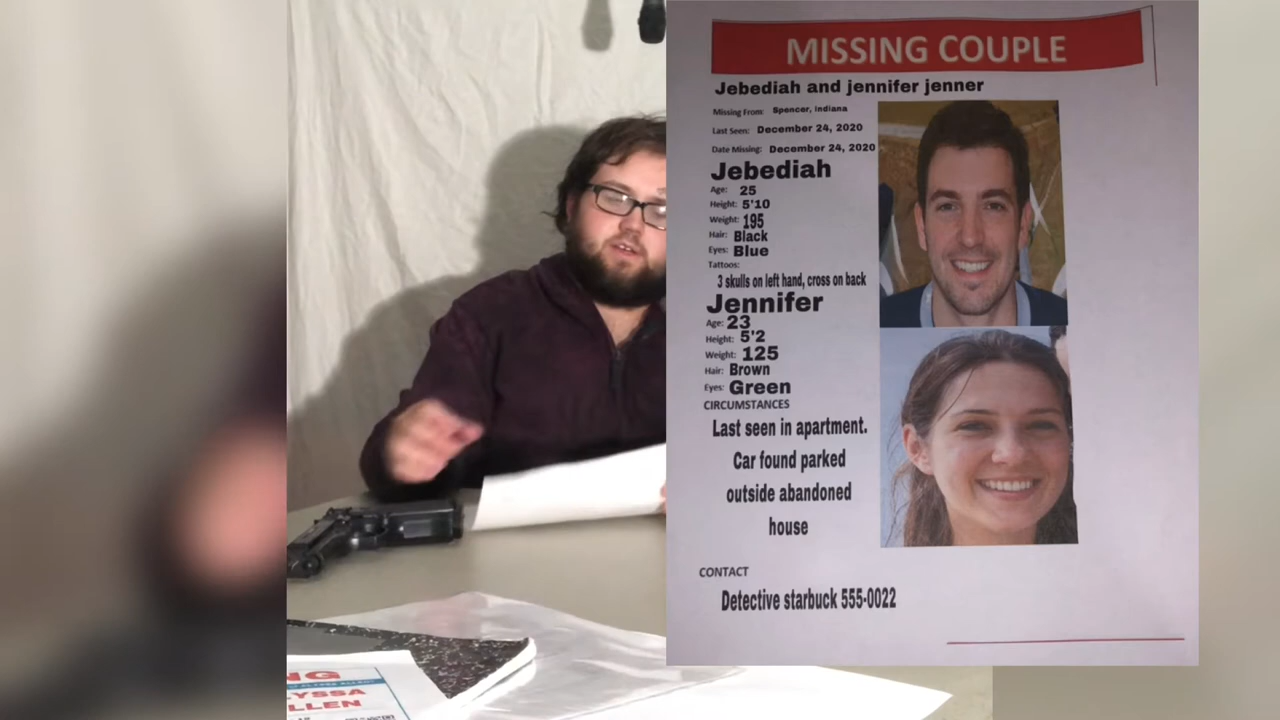 MISSING COUPLE
Jebediah and jennifer jenner
Missing From: Spencer, Indiana
Last Seen: December 24, 2020
Date Missing: December 24, 2020
Jebediah
Age: 25
Height: 5'10
Weight: 195
Hair: Black
Eyes: Blue
Tattoos:
3 skulls on left hand, cross on back
Jennifer
Age: 23
Height: 5'2
Weight: 125
Hair: Brown
Eyes: Green
CIRCUMSTANCES
Last seen in apartment.
Car found parked
outside abandoned
house
CONTACT
Detective starbuck 555-0022
NG
YSSA
LLEN